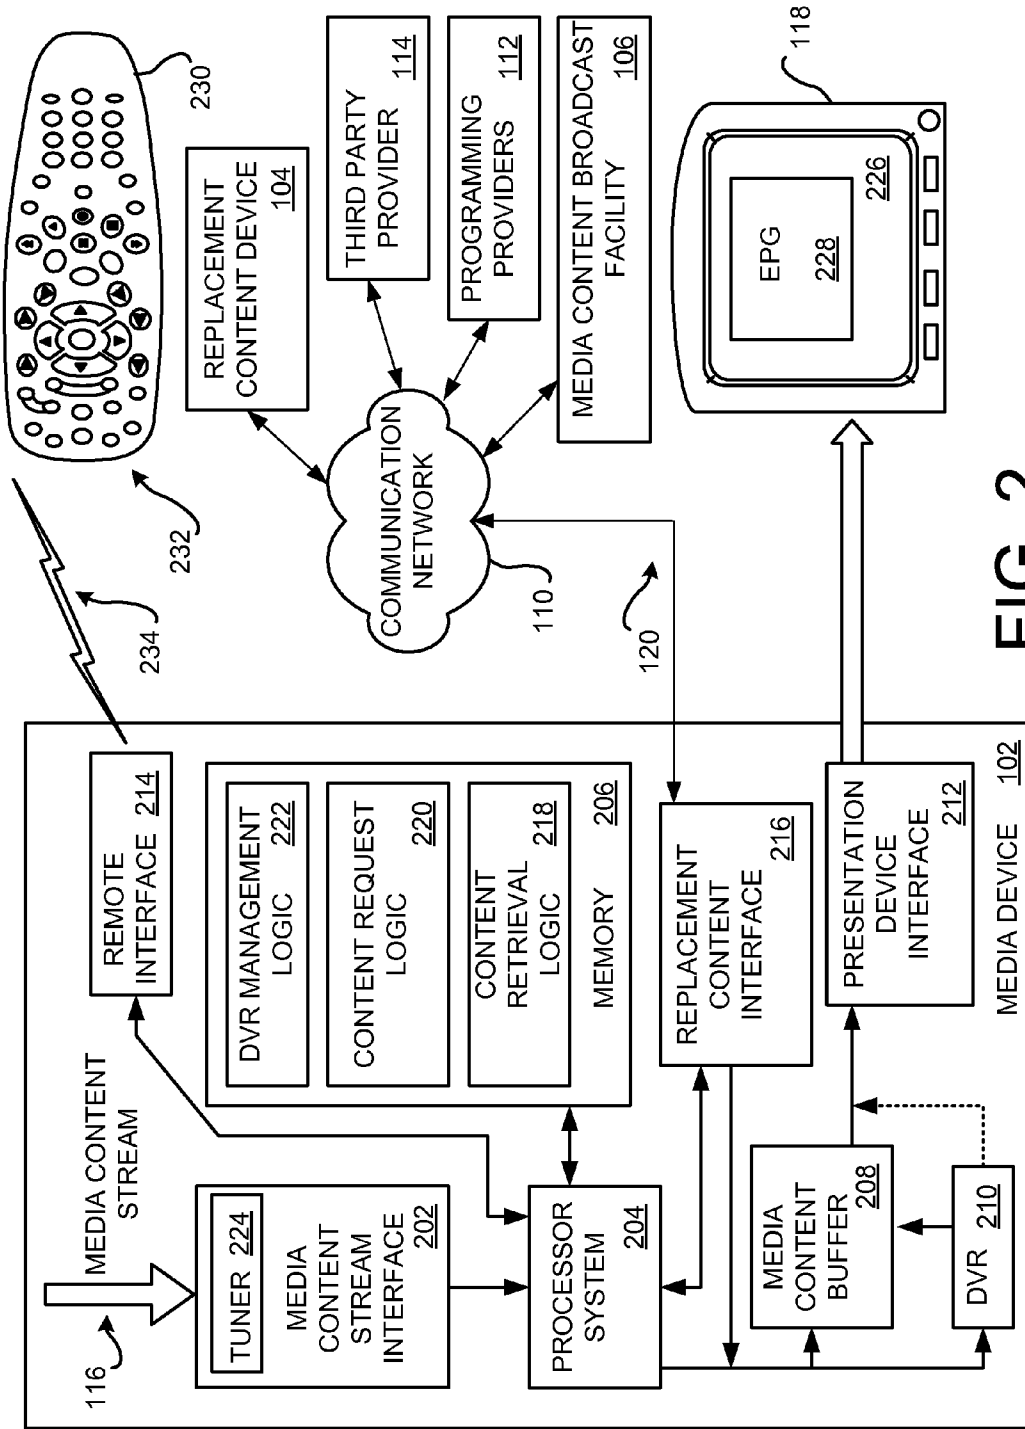 MEDIA CONTENT
STREAM
116
TUNER 224
MEDIA
CONTENT
STREAM
INTERFACE
202
REMOTE
INTERFACE 214
DVR MANAGEMENT
LOGIC 222
CONTENT REQUEST
LOGIC 220
CONTENT
RETRIEVAL
LOGIC 218
MEMORY 206
PROCESSOR
SYSTEM 204
REPLACEMENT
CONTENT
INTERFACE
216
MEDIA
CONTENT
BUFFER 208
DVR 210
PRESENTATION
DEVICE
INTERFACE 212
MEDIA DEVICE 102
234
232
230
REPLACEMENT
CONTENT DEVICE
104
THIRD PARTY
PROVIDER 114
PROGRAMMING
PROVIDERS 112
MEDIA CONTENT BROADCAST
FACILITY 106
COMMUNICATION
NETWORK
110
120
EPG
228
226
118
FIG. 2